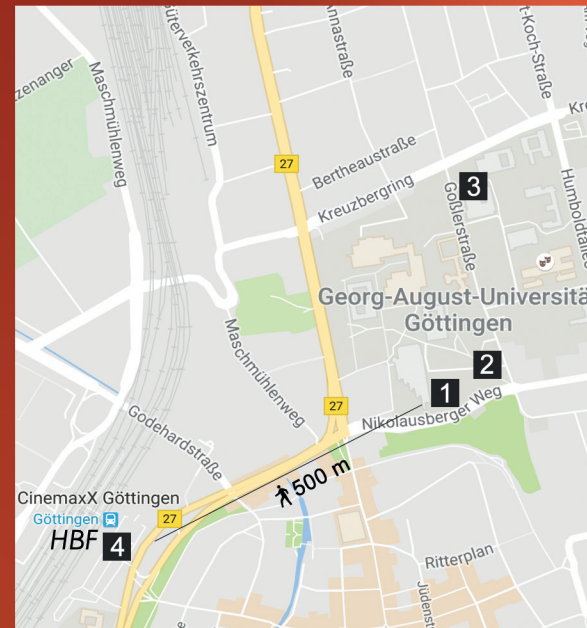 zenanger
Maschmühlenweg
Güterverkehrszentrum
Annastraße
t-Koch-Straße
Kre
27
Bertheaustraße
Kreuzbergring
3
Goßlerstraße
Humboldtallee
Georg-August-Universitä
Göttingen
Maschmühlenweg
2
1
27
Nikolausberger Weg
Godehardstraße
500 m
CinemaxX Göttingen
Göttingen
27
HBF 4
Ritterplan
Jüdenst